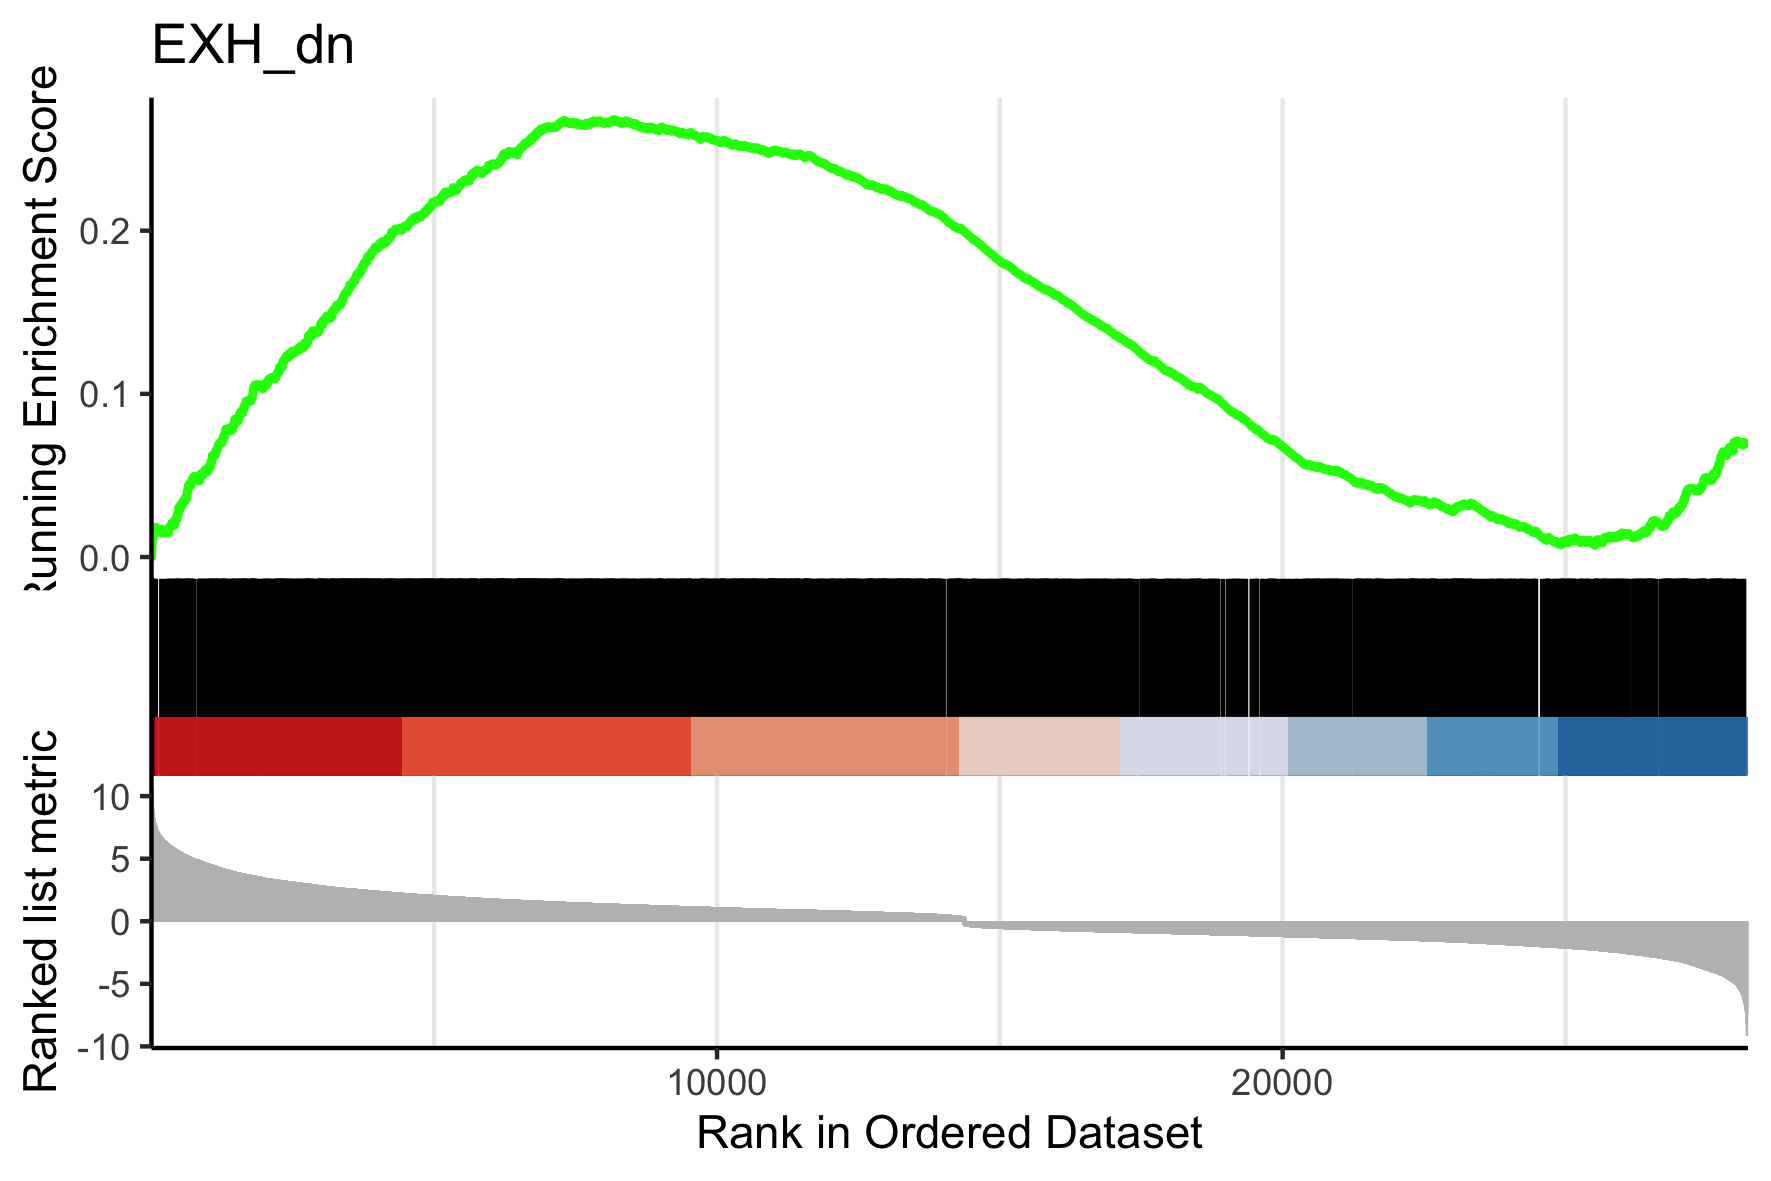 EXH_dn
Running Enrichment Score
0.2
0.1
0.0
Ranked list metric
10
5
0
-5
-10
10000
20000
Rank in Ordered Dataset